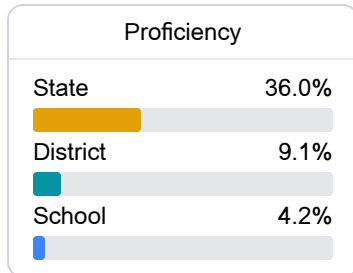 Proficiency
State 36.0%
District 9.1%
School 4.2%